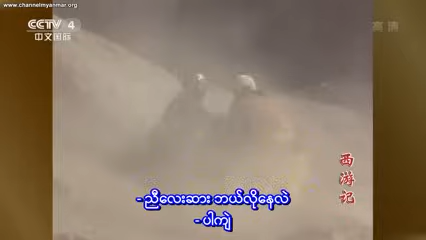 www.channelmyanmar.org
CCTV 4
中文国际
高清
西游记
-ညီလေးဆား ဘယ်လိုနေလဲ
-ပါကျဲ